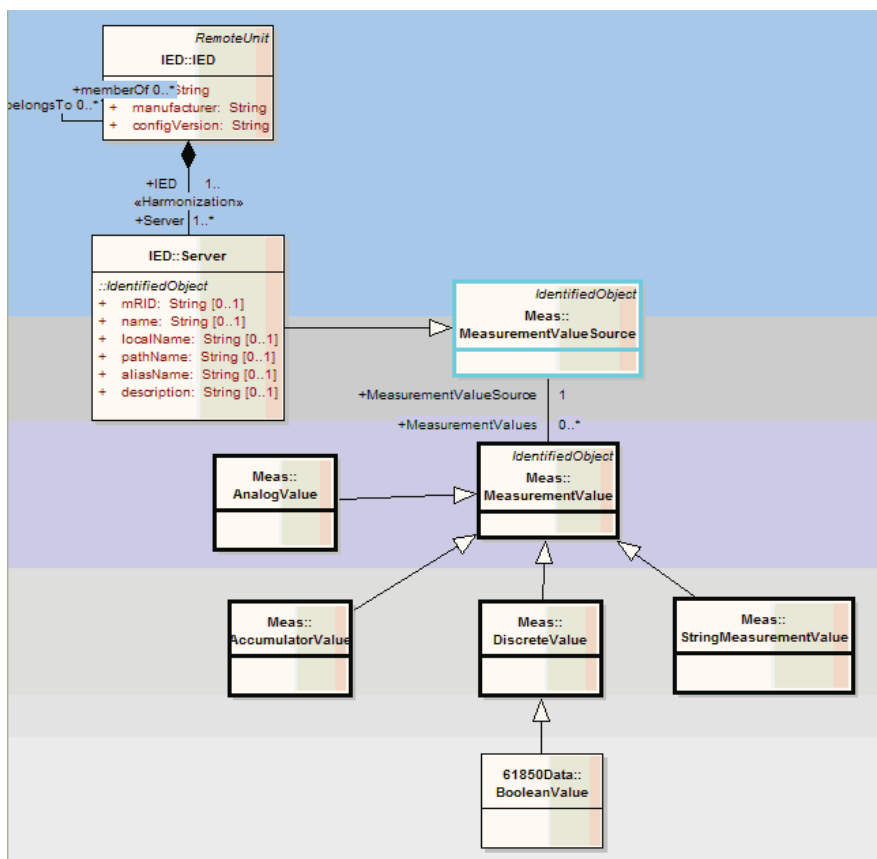 RemoteUnit
IED::IED
+memberOf 0..*
String
belongsTo 0..*
+ manufacturer: String
+ configVersion: String
+IED 1..
«Harmonization»
+Server 1..*
IED::Server
::IdentifiedObject
+ mRID: String [0..1]
+ name: String [0..1]
+ localName: String [0..1]
+ pathName: String [0..1]
+ aliasName: String [0..1]
+ description: String [0..1]
IdentifiedObject
Meas::
MeasurementValueSource
+MeasurementValueSource 1
+MeasurementValues 0..*
IdentifiedObject
Meas::
MeasurementValue
Meas::
AnalogValue
Meas::
AccumulatorValue
Meas::
DiscreteValue
Meas::
StringMeasurementValue
61850Data::
BooleanValue